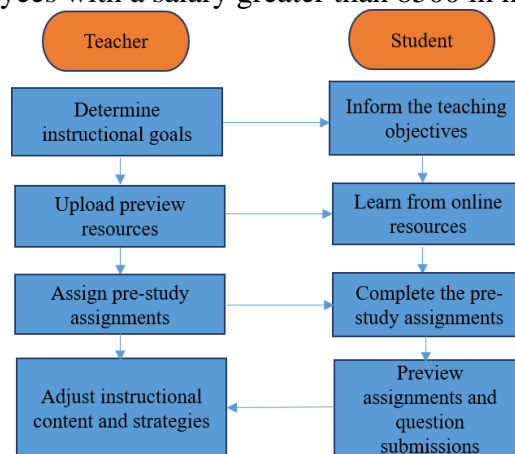 Teacher
Student
Determine
instructional goals
Inform the teaching
objectives
Upload preview
resources
Learn from online
resources
Assign pre-study
assignments
Complete the pre-
study assignments
Adjust instructional
content and strategies
Preview
assignments and
question
submissions